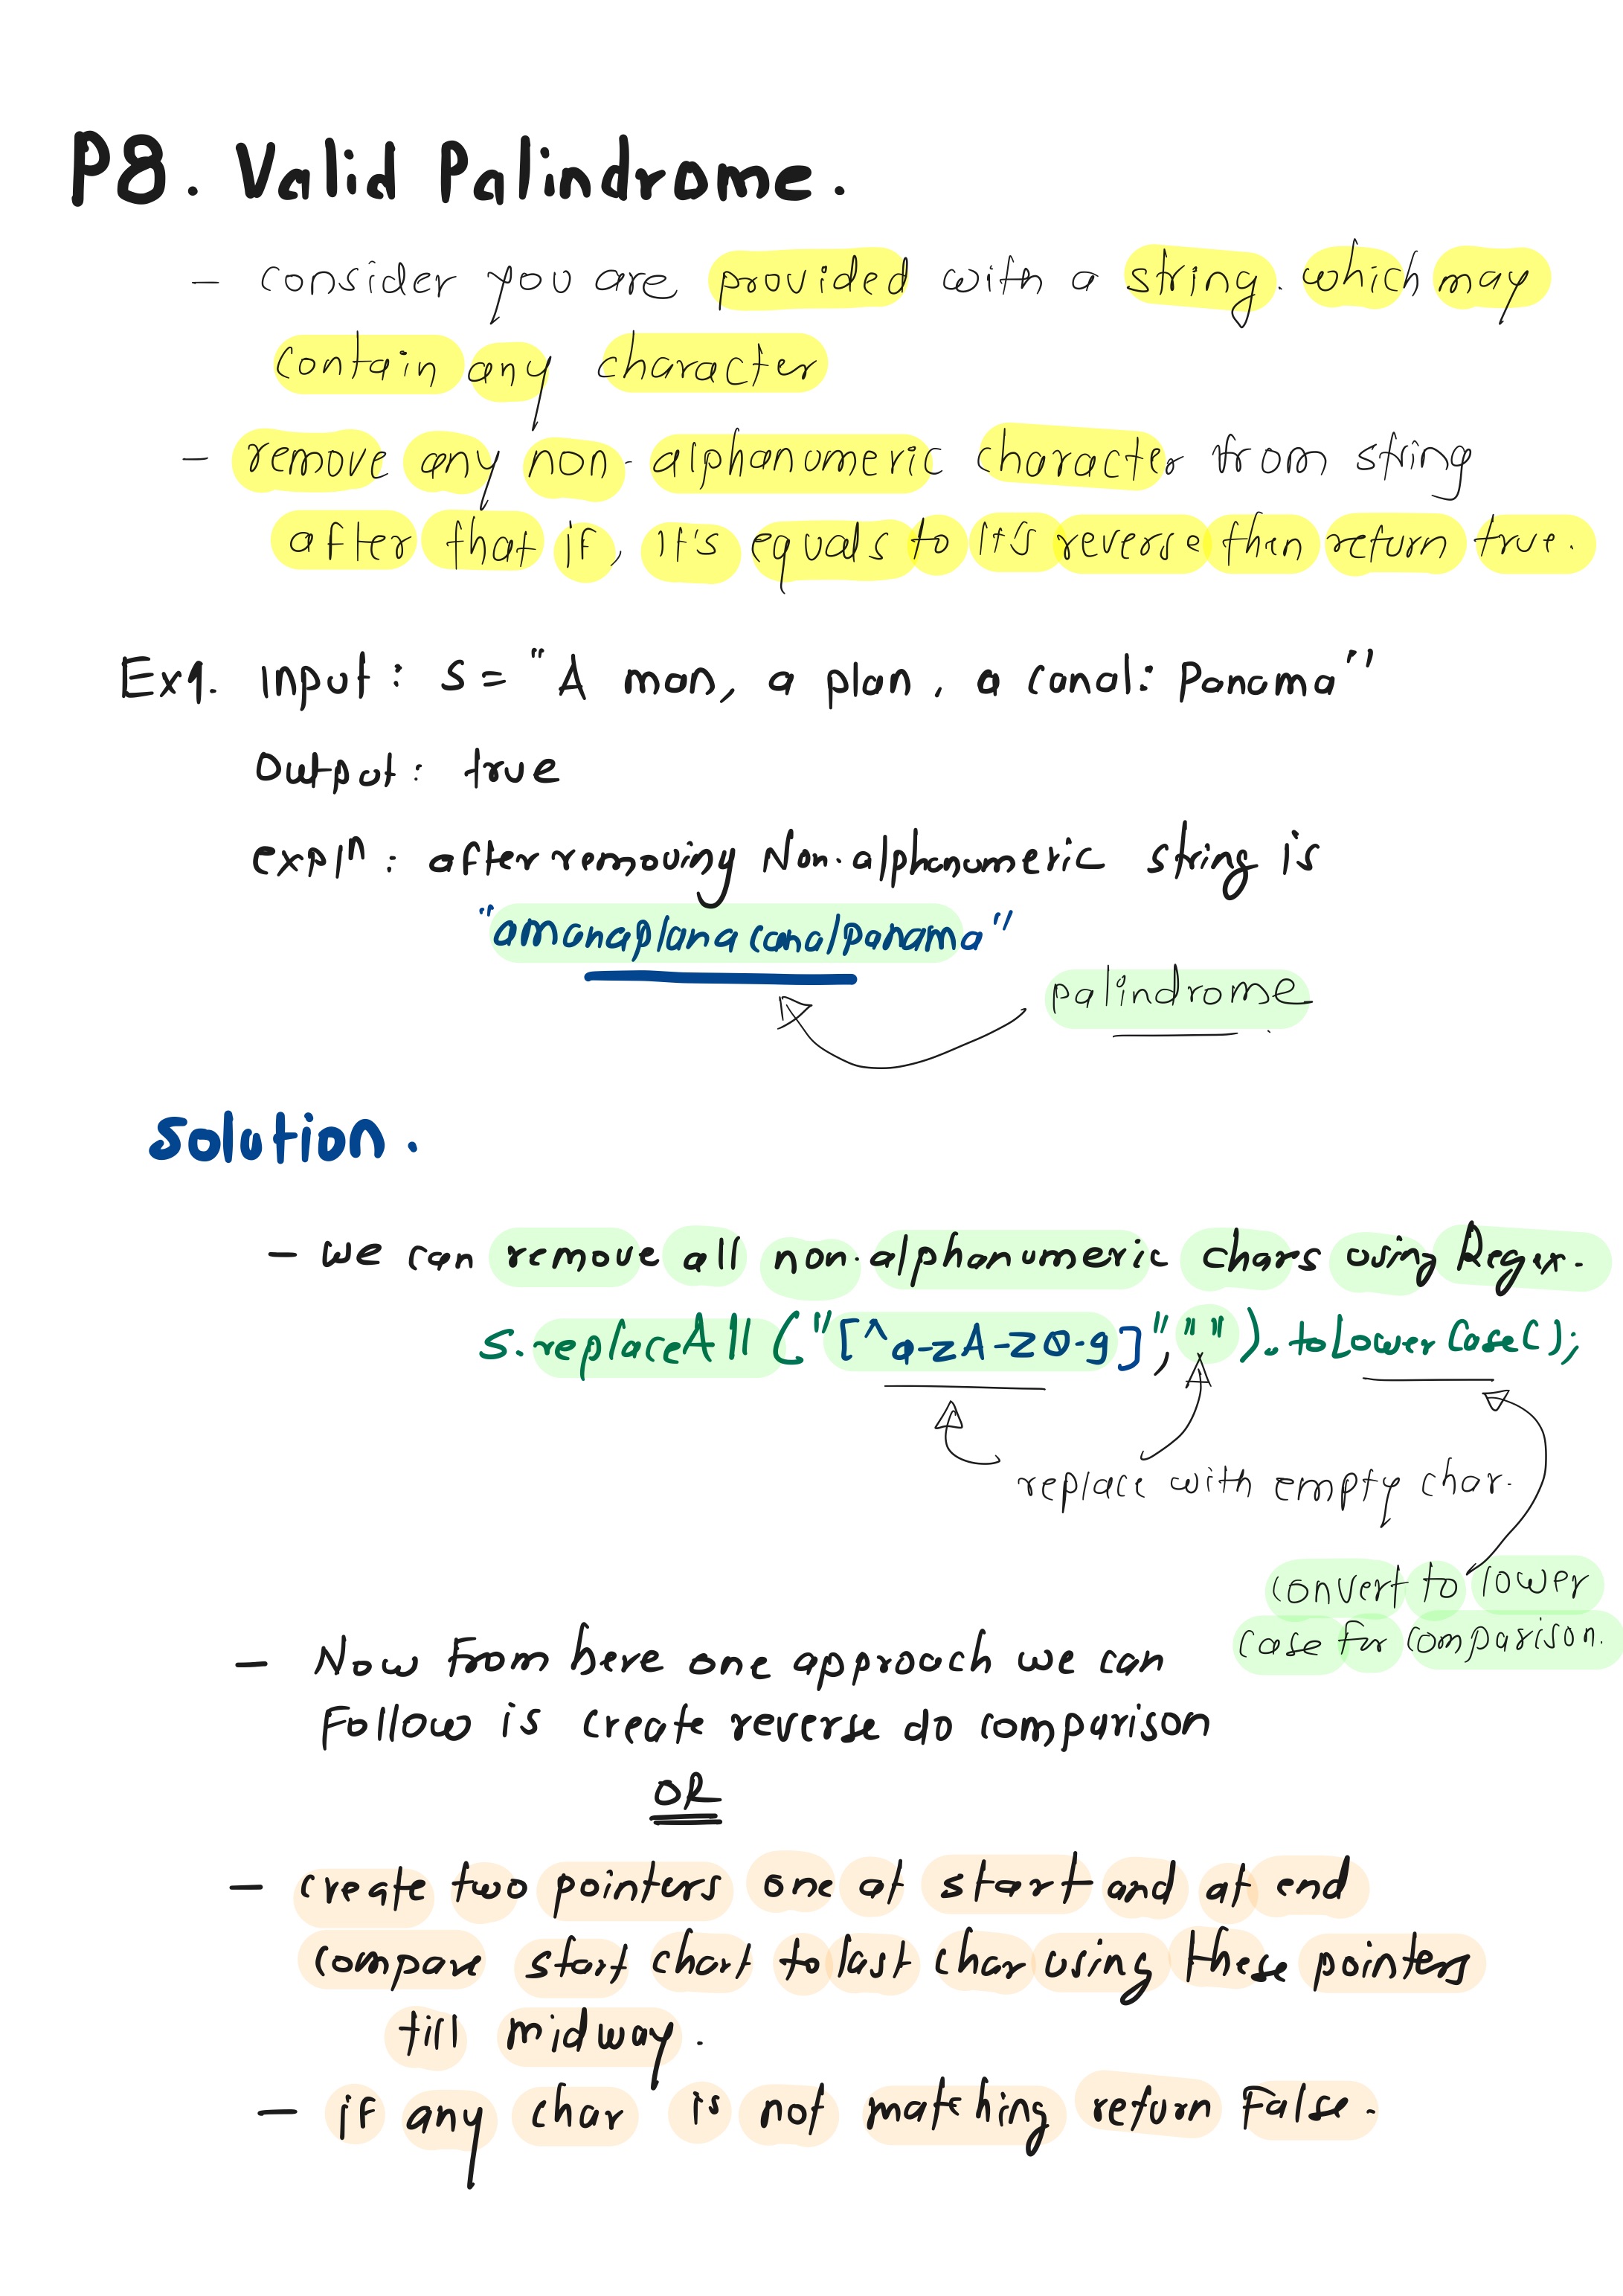 P8. Valid Palindrome.
- consider you are provided with a string. which may
contain any character
- remove any non-alphanumeric character from string
after that if, it's equals to it's reverse then return true.
Ex1. Input: s = "A man, a plan, a canal: Panama"
Output: true
expln: after removing Non-alphanumeric string is
"amanaplanacanalpanama"
palindrome
Solution.
- we can remove all non-alphanumeric chars using Regex.
s.replaceAll("[^a-zA-Z0-9]", "").toLowerCase();
replace with empty char.
convert to lower
case for comparison.
- Now from here one approach we can
Follow is create reverse do comparison
OR
- create two pointers one at start and at end
compare start chart to last char using these pointers
till midway.
- if any char is not matching return False.